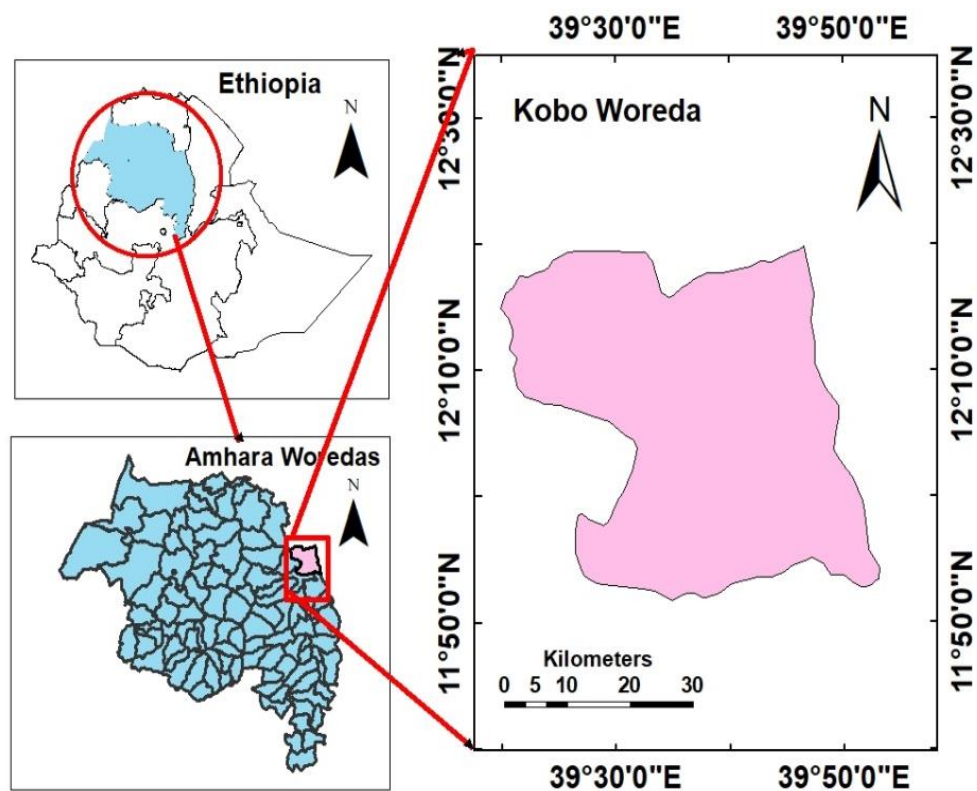 Ethiopia
N
Amhara Woredas
N
39°30'0"E 39°50'0"E
Kobo Woreda
N
12°30'0"N 12°30'0"N
12°10'0"N 12°10'0"N
11°50'0"N 11°50'0"N
Kilometers
0 5 10 20 30
39°30'0"E 39°50'0"E